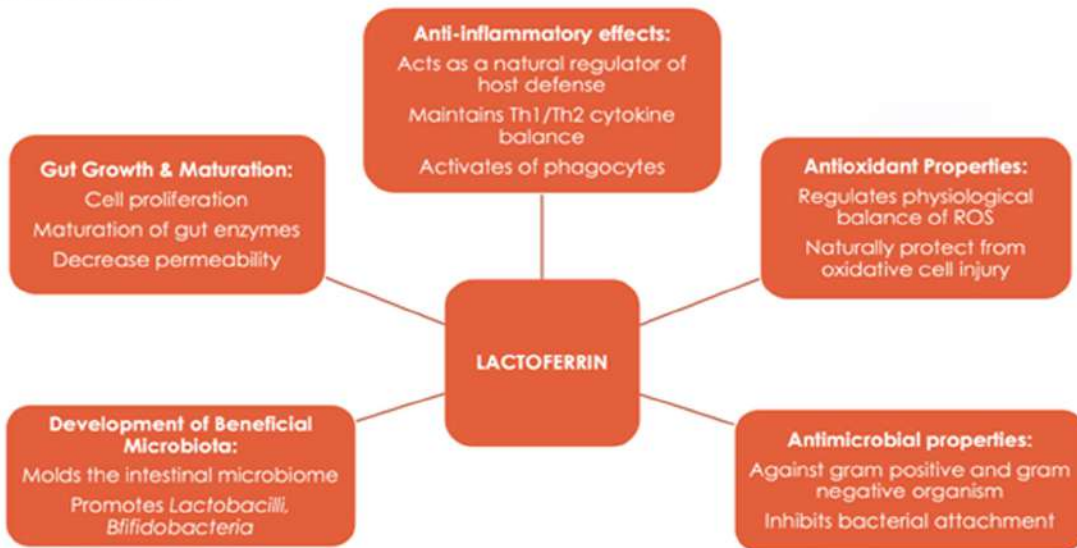 Anti-inflammatory effects:
Acts as a natural regulator of
host defense
Maintains Th1/Th2 cytokine
balance
Activates of phagocytes
Gut Growth & Maturation:
Cell proliferation
Maturation of gut enzymes
Decrease permeability
Antioxidant Properties:
Regulates physiological
balance of ROS
Naturally protect from
oxidative cell injury
LACTOFERRIN
Development of Beneficial
Microbiota:
Molds the intestinal microbiome
Promotes Lactobacilli,
Bfifidobacteria
Antimicrobial properties:
Against gram positive and gram
negative organism
Inhibits bacterial attachment